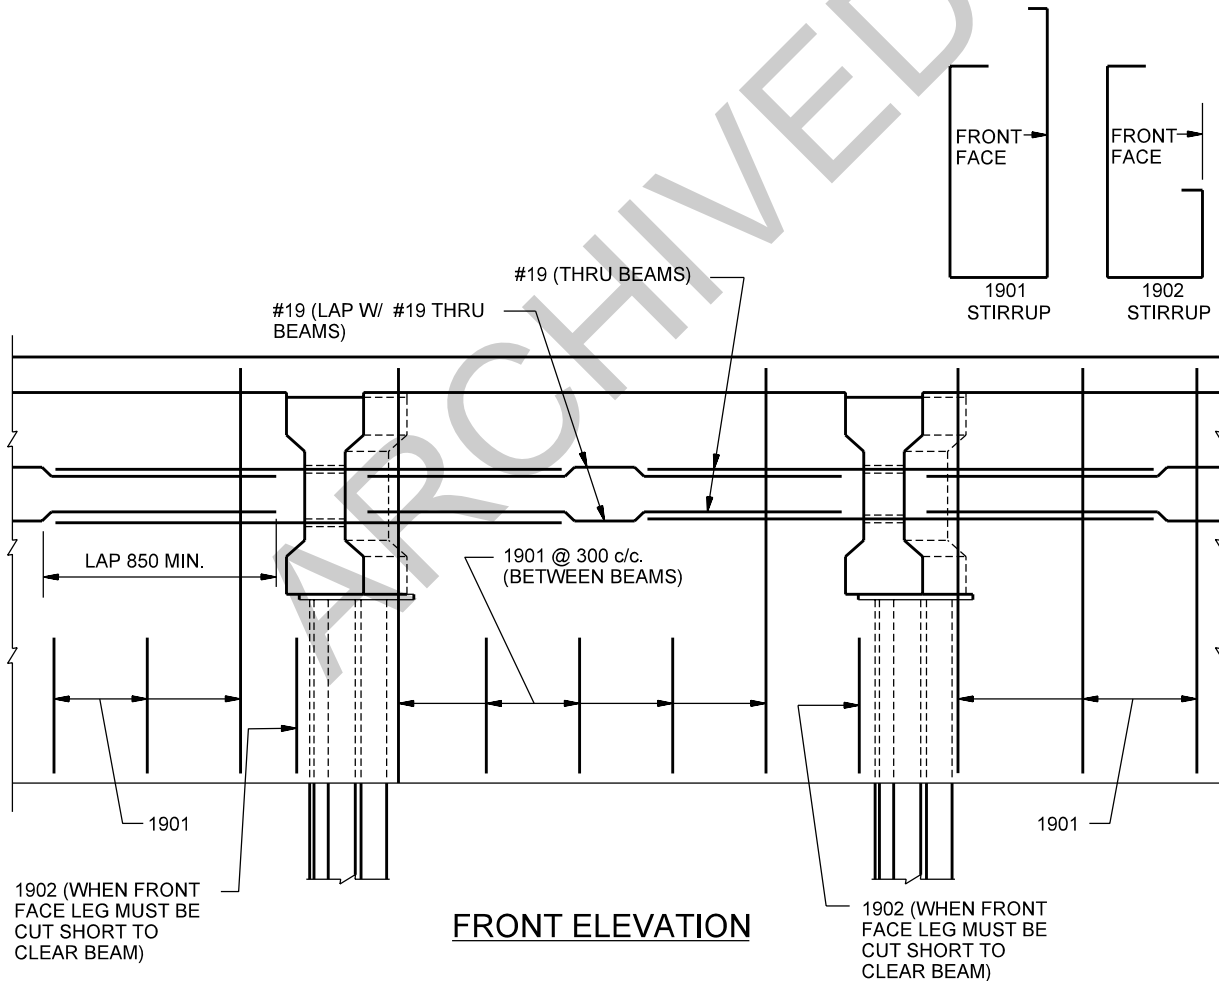 ARCHIVED
FRONT
FACE
FRONT
FACE
1901
STIRRUP
1902
STIRRUP
#19 (THRU BEAMS)
#19 (LAP W/ #19 THRU
BEAMS)
LAP 850 MIN.
1901 @ 300 c/c.
(BETWEEN BEAMS)
1901
1901
1902 (WHEN FRONT
FACE LEG MUST BE
CUT SHORT TO
CLEAR BEAM)
FRONT ELEVATION
1902 (WHEN FRONT
FACE LEG MUST BE
CUT SHORT TO
CLEAR BEAM)